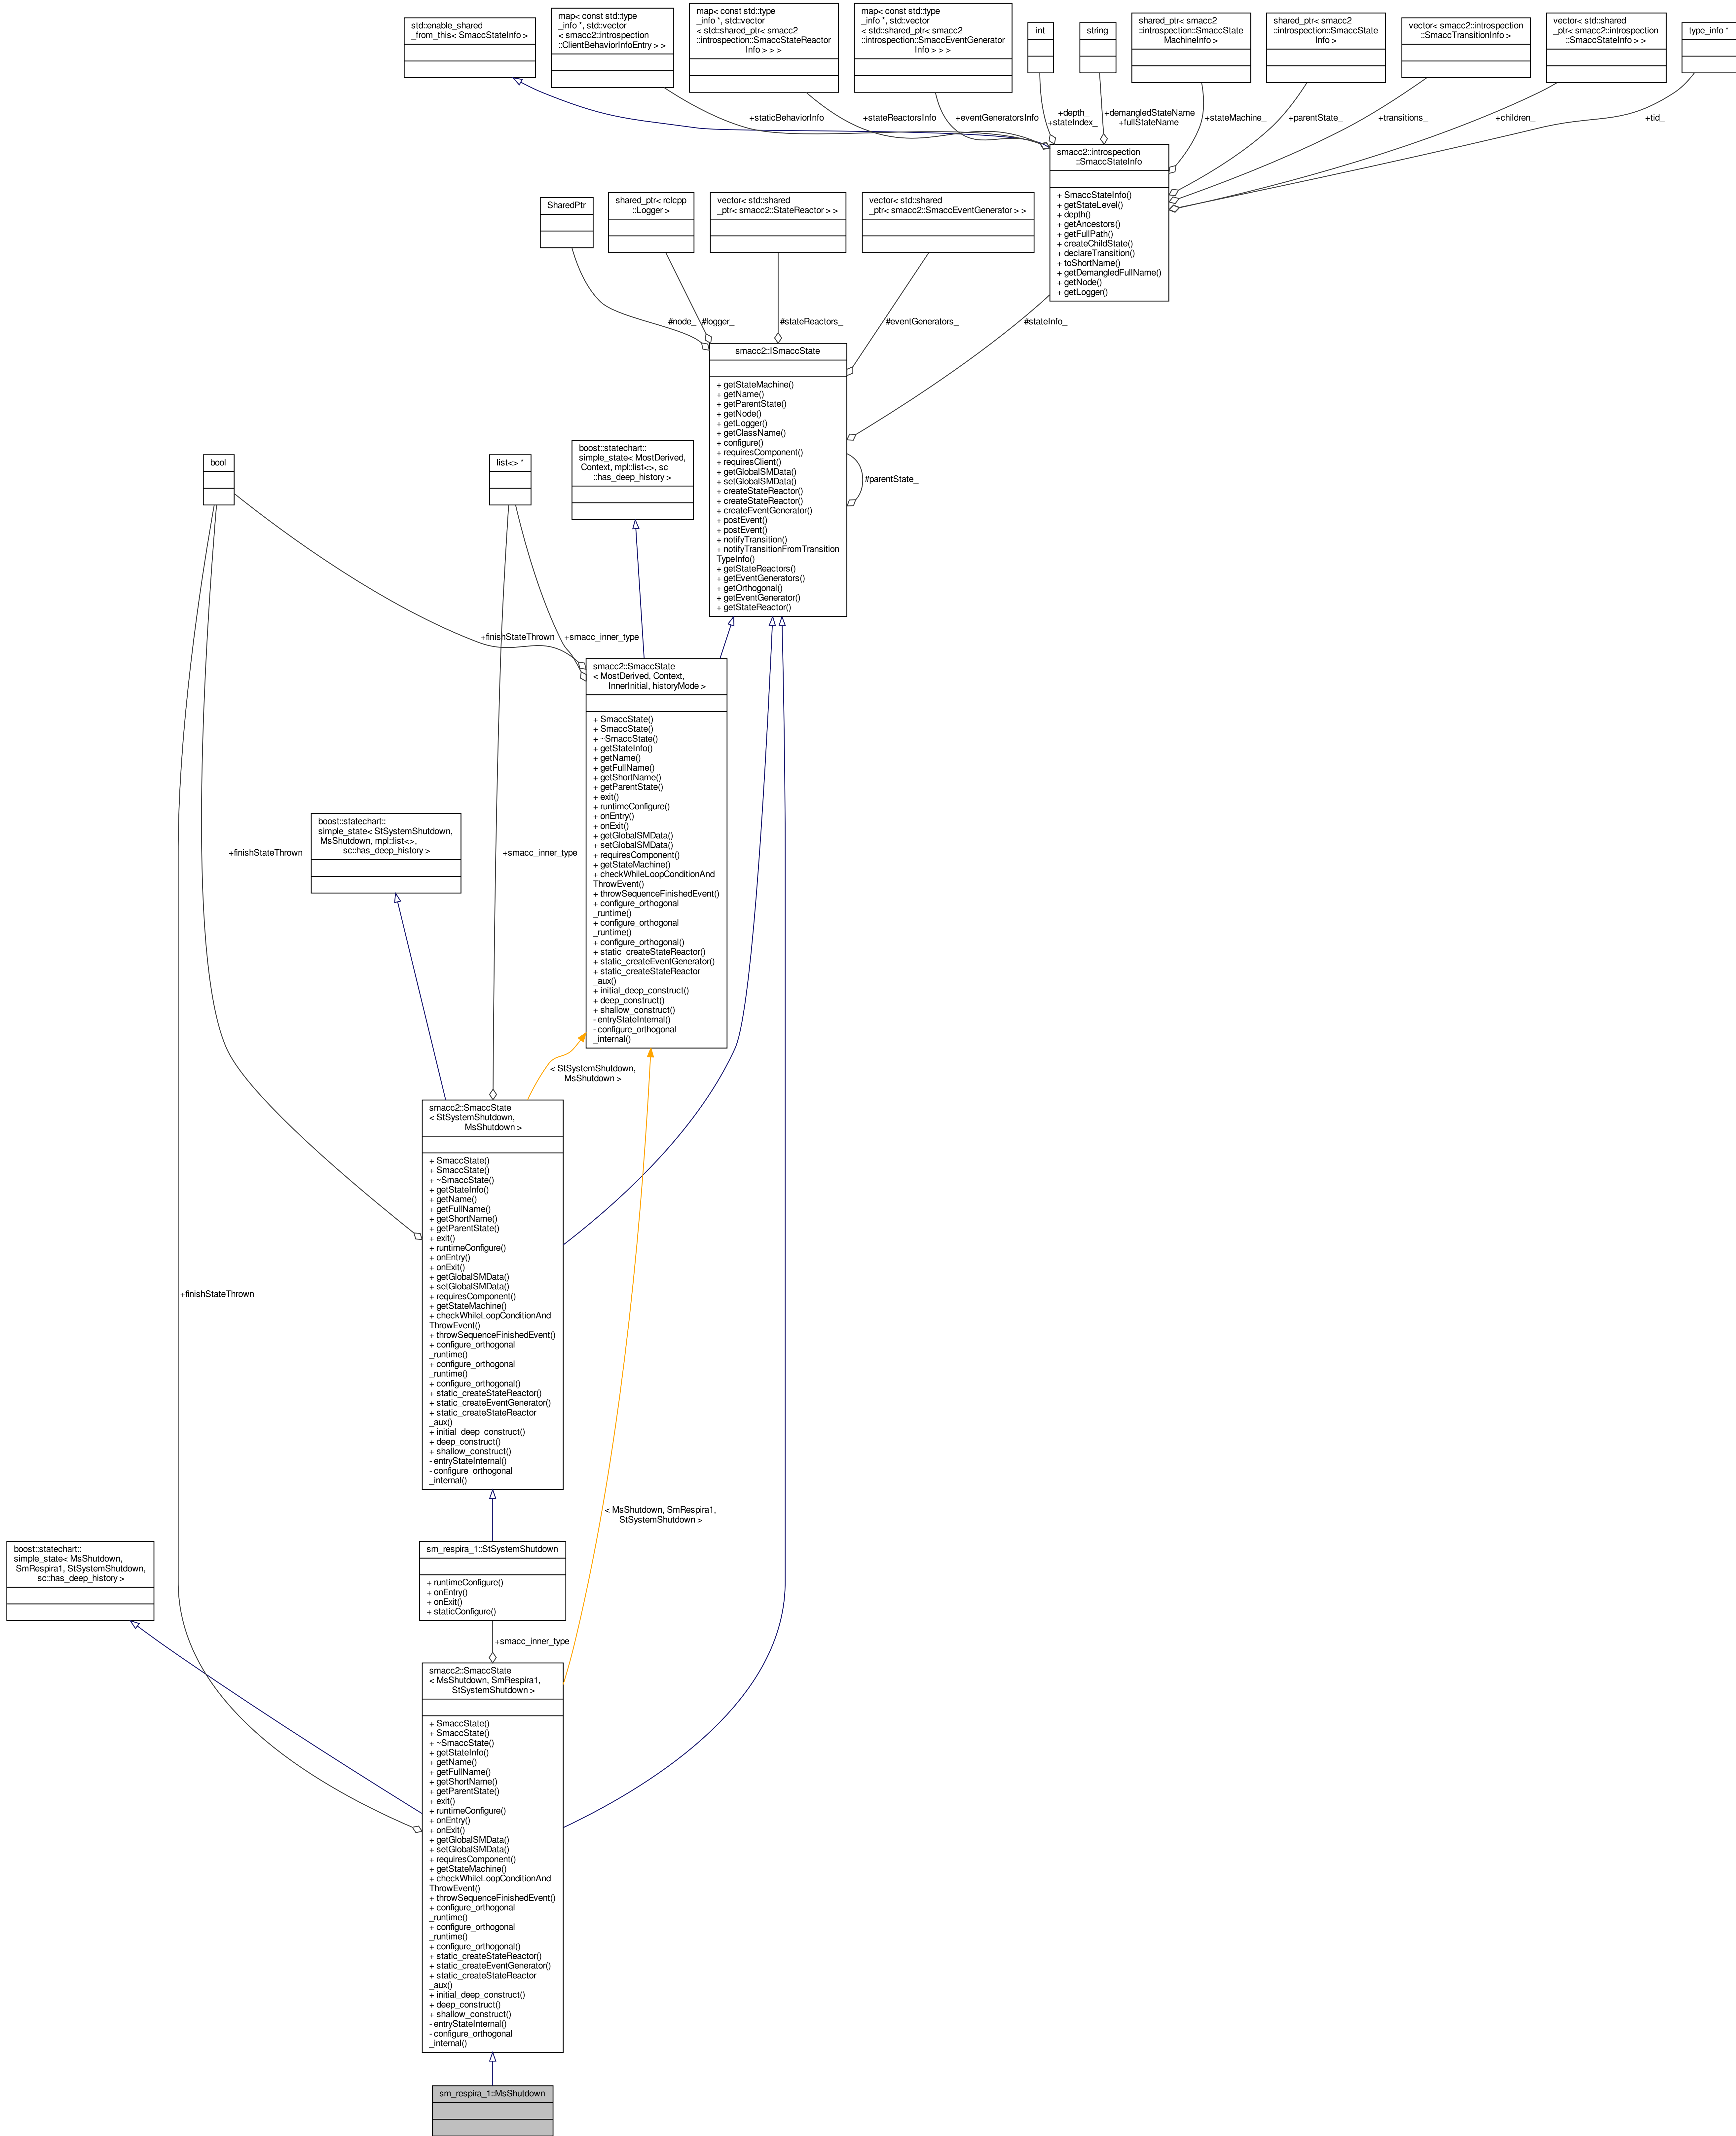 std::enable_shared
_from_this< SmaccStateInfo >
map< const std::type
_info *, std::vector
< smacc2::introspection
::ClientBehaviorInfoEntry > >
map< const std::type
_info *, std::vector
< std::shared_ptr< smacc2
::introspection::SmaccStateReactor
Info > > >
map< const std::type
_info *, std::vector
< std::shared_ptr< smacc2
::introspection::SmaccEventGenerator
Info > > >
int
string
shared_ptr< smacc2
::introspection::SmaccState
MachineInfo >
shared_ptr< smacc2
::introspection::SmaccState
Info >
vector< smacc2::introspection
::SmaccTransitionInfo >
vector< std::shared
_ptr< smacc2::introspection
::SmaccStateInfo > >
type_info *
+staticBehaviorInfo
+stateReactorsInfo
+eventGeneratorsInfo
+depth_
+stateIndex_
+demangledStateName
+fullStateName
+stateMachine_
+parentState_
+transitions_
+children_
+tid_
smacc2::introspection
::SmaccStateInfo
+ SmaccStateInfo()
+ getStateLevel()
+ depth()
+ getAncestors()
+ getFullPath()
+ createChildState()
+ declareTransition()
+ toShortName()
+ getDemangledFullName()
+ getNode()
+ getLogger()
SharedPtr
shared_ptr< rclcpp
::Logger >
vector< std::shared
_ptr< smacc2::StateReactor > >
vector< std::shared
_ptr< smacc2::SmaccEventGenerator > >
#node_
#logger_
#stateReactors_
#eventGenerators_
#stateInfo_
smacc2::ISmaccState
+ getStateMachine()
+ getName()
+ getParentState()
+ getNode()
+ getLogger()
+ getClassName()
+ configure()
+ requiresComponent()
+ requiresClient()
+ getGlobalSMData()
+ setGlobalSMData()
+ createStateReactor()
+ createStateReactor()
+ createEventGenerator()
+ postEvent()
+ postEvent()
+ notifyTransition()
+ notifyTransitionFromTransition
TypeInfo()
+ getStateReactors()
+ getEventGenerators()
+ getOrthogonal()
+ getEventGenerator()
+ getStateReactor()
#parentState_
bool
list<> *
boost::statechart::
simple_state< MostDerived,
Context, mpl::list<>, sc
::has_deep_history >
+finishStateThrown
+smacc_inner_type
smacc2::SmaccState
< MostDerived, Context,
InnerInitial, historyMode >
+ SmaccState()
+ SmaccState()
+ ~SmaccState()
+ getStateInfo()
+ getName()
+ getFullName()
+ getShortName()
+ getParentState()
+ exit()
+ runtimeConfigure()
+ onEntry()
+ onExit()
+ getGlobalSMData()
+ setGlobalSMData()
+ requiresComponent()
+ getStateMachine()
+ checkWhileLoopConditionAnd
ThrowEvent()
+ throwSequenceFinishedEvent()
+ configure_orthogonal
_runtime()
+ configure_orthogonal
_runtime()
+ configure_orthogonal()
+ static_createStateReactor()
+ static_createEventGenerator()
+ static_createStateReactor
_aux()
+ initial_deep_construct()
+ deep_construct()
+ shallow_construct()
- entryStateInternal()
- configure_orthogonal
_internal()
boost::statechart::
simple_state< StSystemShutdown,
MsShutdown, mpl::list<>,
sc::has_deep_history >
+finishStateThrown
+smacc_inner_type
< StSystemShutdown,
MsShutdown >
smacc2::SmaccState
< StSystemShutdown,
MsShutdown >
+ SmaccState()
+ SmaccState()
+ ~SmaccState()
+ getStateInfo()
+ getName()
+ getFullName()
+ getShortName()
+ getParentState()
+ exit()
+ runtimeConfigure()
+ onEntry()
+ onExit()
+ getGlobalSMData()
+ setGlobalSMData()
+ requiresComponent()
+ getStateMachine()
+ checkWhileLoopConditionAnd
ThrowEvent()
+ throwSequenceFinishedEvent()
+ configure_orthogonal
_runtime()
+ configure_orthogonal
_runtime()
+ configure_orthogonal()
+ static_createStateReactor()
+ static_createEventGenerator()
+ static_createStateReactor
_aux()
+ initial_deep_construct()
+ deep_construct()
+ shallow_construct()
- entryStateInternal()
- configure_orthogonal
_internal()
+finishStateThrown
< MsShutdown, SmRespira1,
StSystemShutdown >
boost::statechart::
simple_state< MsShutdown,
SmRespira1, StSystemShutdown,
sc::has_deep_history >
sm_respira_1::StSystemShutdown
+ runtimeConfigure()
+ onEntry()
+ onExit()
+ staticConfigure()
+smacc_inner_type
smacc2::SmaccState
< MsShutdown, SmRespira1,
StSystemShutdown >
+ SmaccState()
+ SmaccState()
+ ~SmaccState()
+ getStateInfo()
+ getName()
+ getFullName()
+ getShortName()
+ getParentState()
+ exit()
+ runtimeConfigure()
+ onEntry()
+ onExit()
+ getGlobalSMData()
+ setGlobalSMData()
+ requiresComponent()
+ getStateMachine()
+ checkWhileLoopConditionAnd
ThrowEvent()
+ throwSequenceFinishedEvent()
+ configure_orthogonal
_runtime()
+ configure_orthogonal
_runtime()
+ configure_orthogonal()
+ static_createStateReactor()
+ static_createEventGenerator()
+ static_createStateReactor
_aux()
+ initial_deep_construct()
+ deep_construct()
+ shallow_construct()
- entryStateInternal()
- configure_orthogonal
_internal()
sm_respira_1::MsShutdown